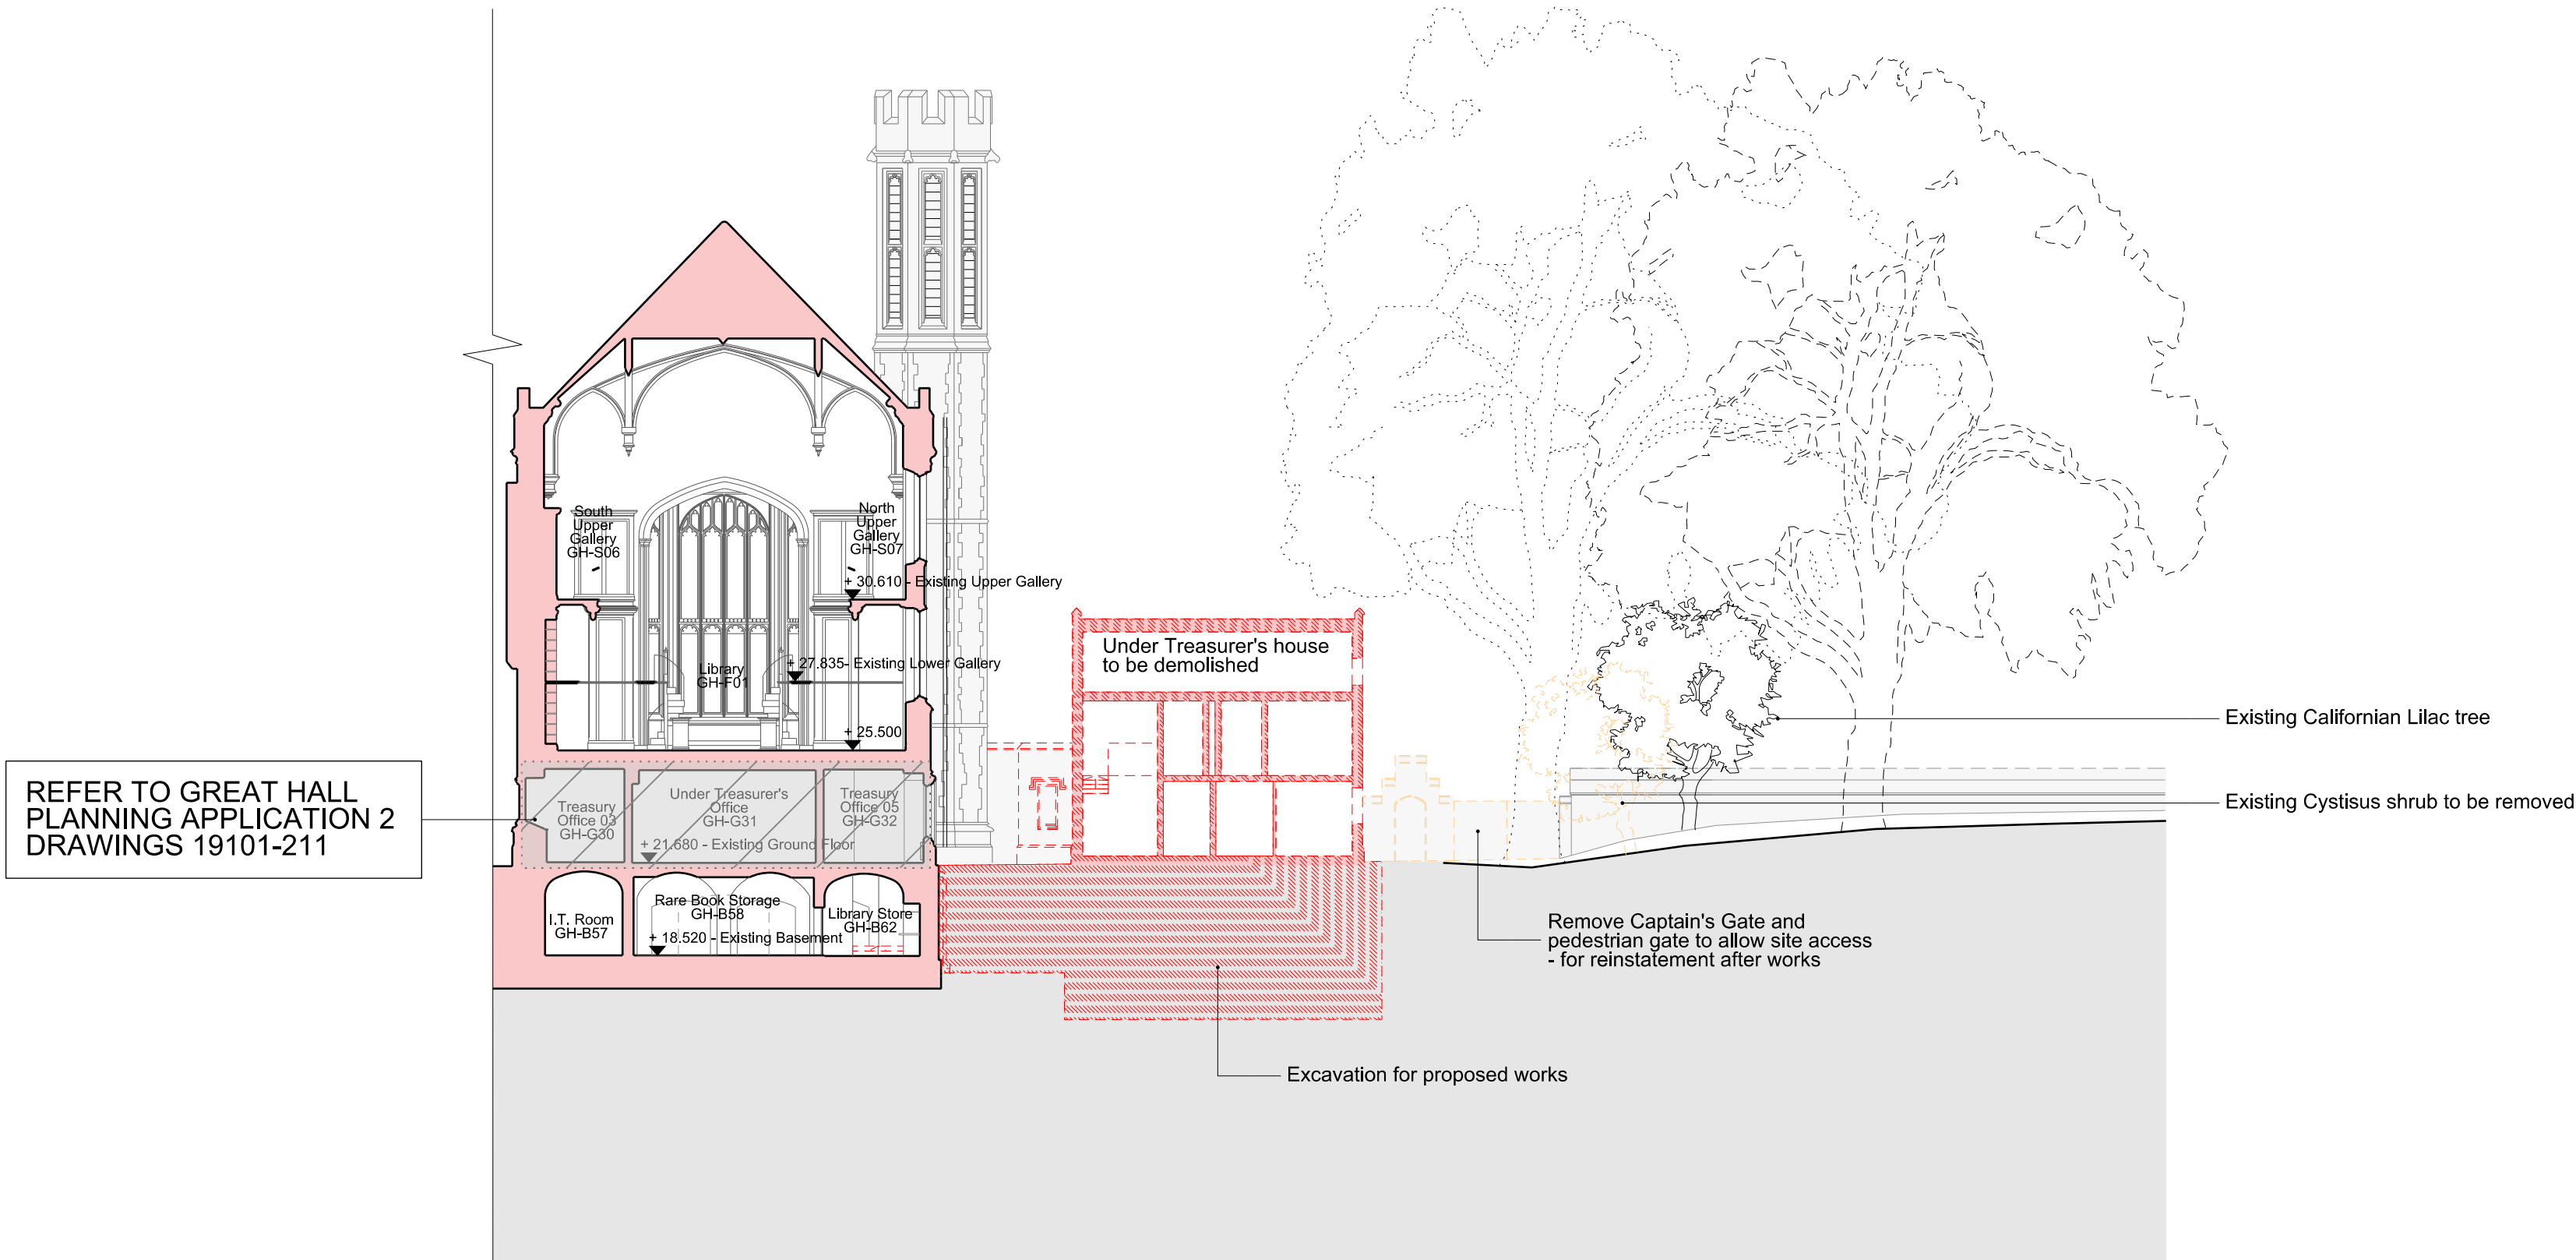 South
Upper
Gallery
GH-S06
North
Upper
Gallery
GH-S07
+ 30.610 - Existing Upper Gallery
Under Treasurer's house
to be demolished
+ 27.835- Existing Lower Gallery
Library
GH-F01
+ 25.500
Existing Californian Lilac tree
REFER TO GREAT HALL
PLANNING APPLICATION 2
DRAWINGS 19101-211
Treasury
Office 03
GH-G30
Under Treasurer's
Office
GH-G31
Treasury
Office 05
GH-G32
+ 21.680 - Existing Ground Floor
Existing Cystisus shrub to be removed
I.T. Room
GH-B57
Rare Book Storage
GH-B58
Library Store
GH-B62
+ 18.520 - Existing Basement
Remove Captain's Gate and
pedestrian gate to allow site access
- for reinstatement after works
Excavation for proposed works